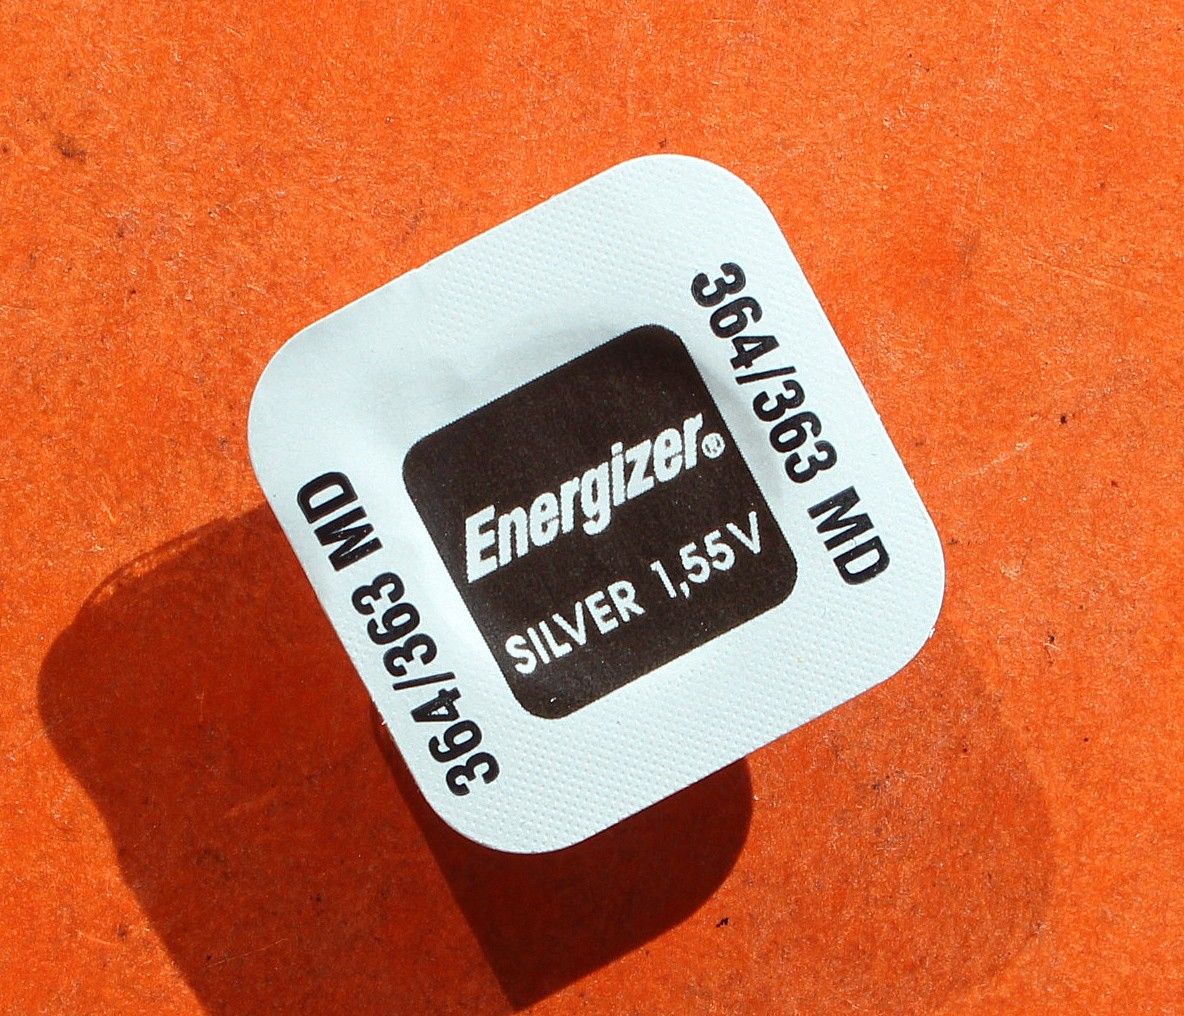 364/363 MD
Energizer®
SILVER 1,55V
364/363 MD